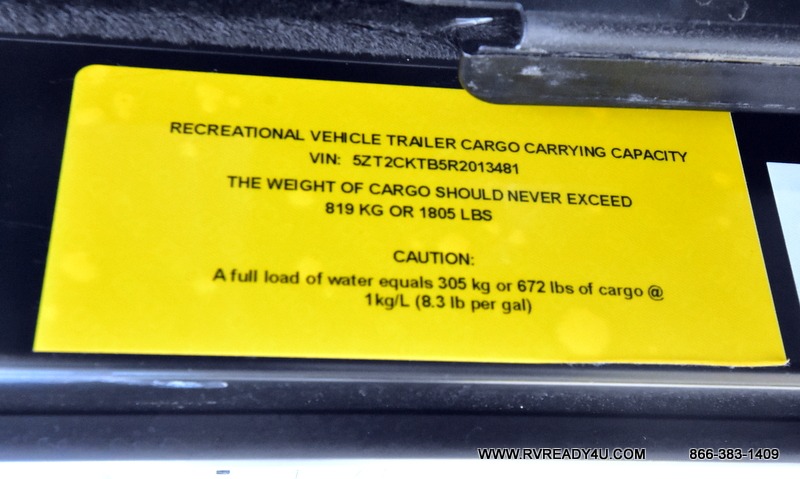 RECREATIONAL VEHICLE TRAILER CARGO CARRYING CAPACITY
VIN: 5ZT2CKTB5R2013481
THE WEIGHT OF CARGO SHOULD NEVER EXCEED
819 KG OR 1805 LBS
CAUTION:
A full load of water equals 305 kg or 672 lbs of cargo @
1kg/L (8.3 lb per gal)
WWW.RVREADY4U.COM 866-383-1409